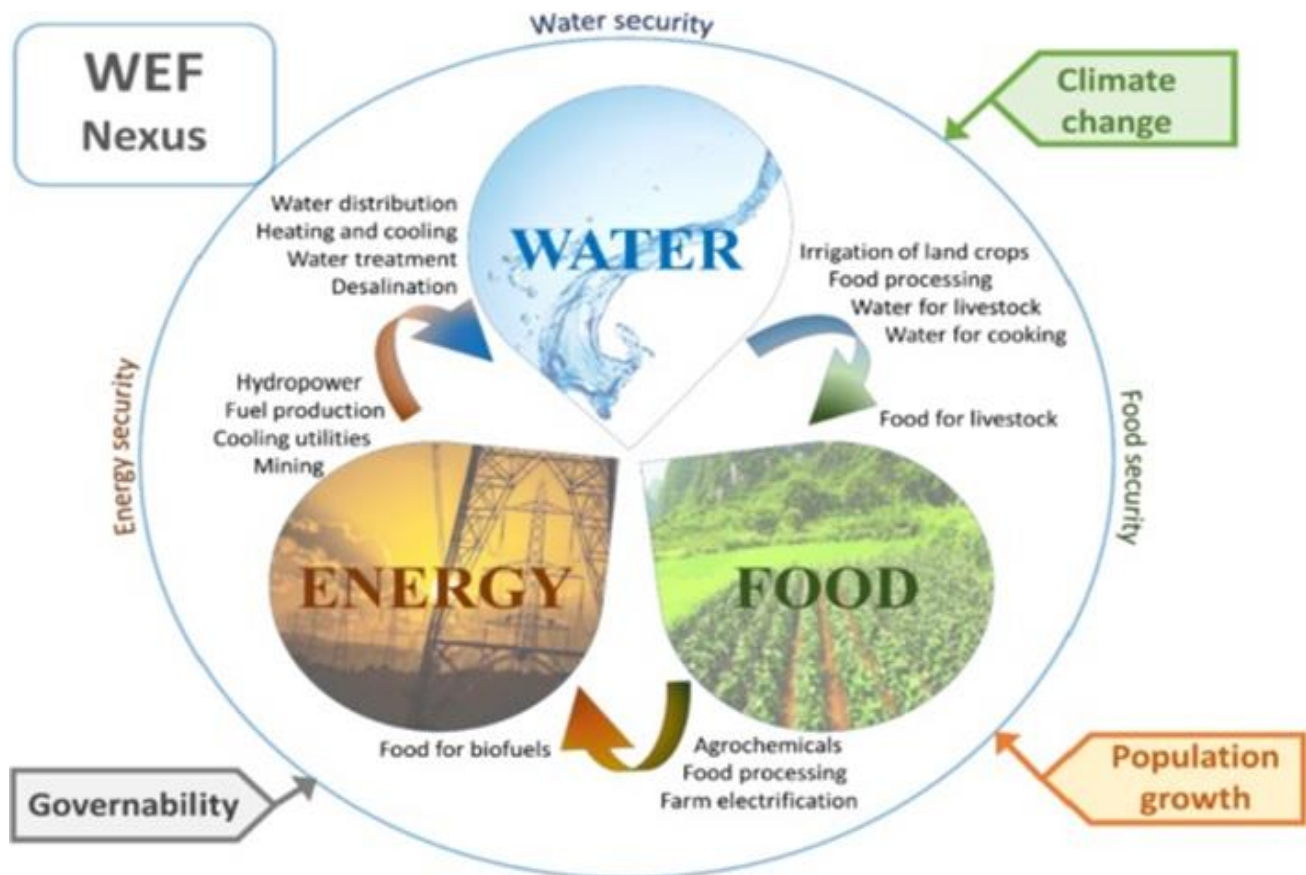 Water security
WEF
Nexus
Climate
change
Water distribution
Heating and cooling
Water treatment
Desalination
WATER
Irrigation of land crops
Food processing
Water for livestock
Water for cooking
Energy security
Hydropower
Fuel production
Cooling utilities
Mining
Food for livestock
Food security
ENERGY
FOOD
Food for biofuels
Agrochemicals
Food processing
Farm electrification
Governability
Population
growth